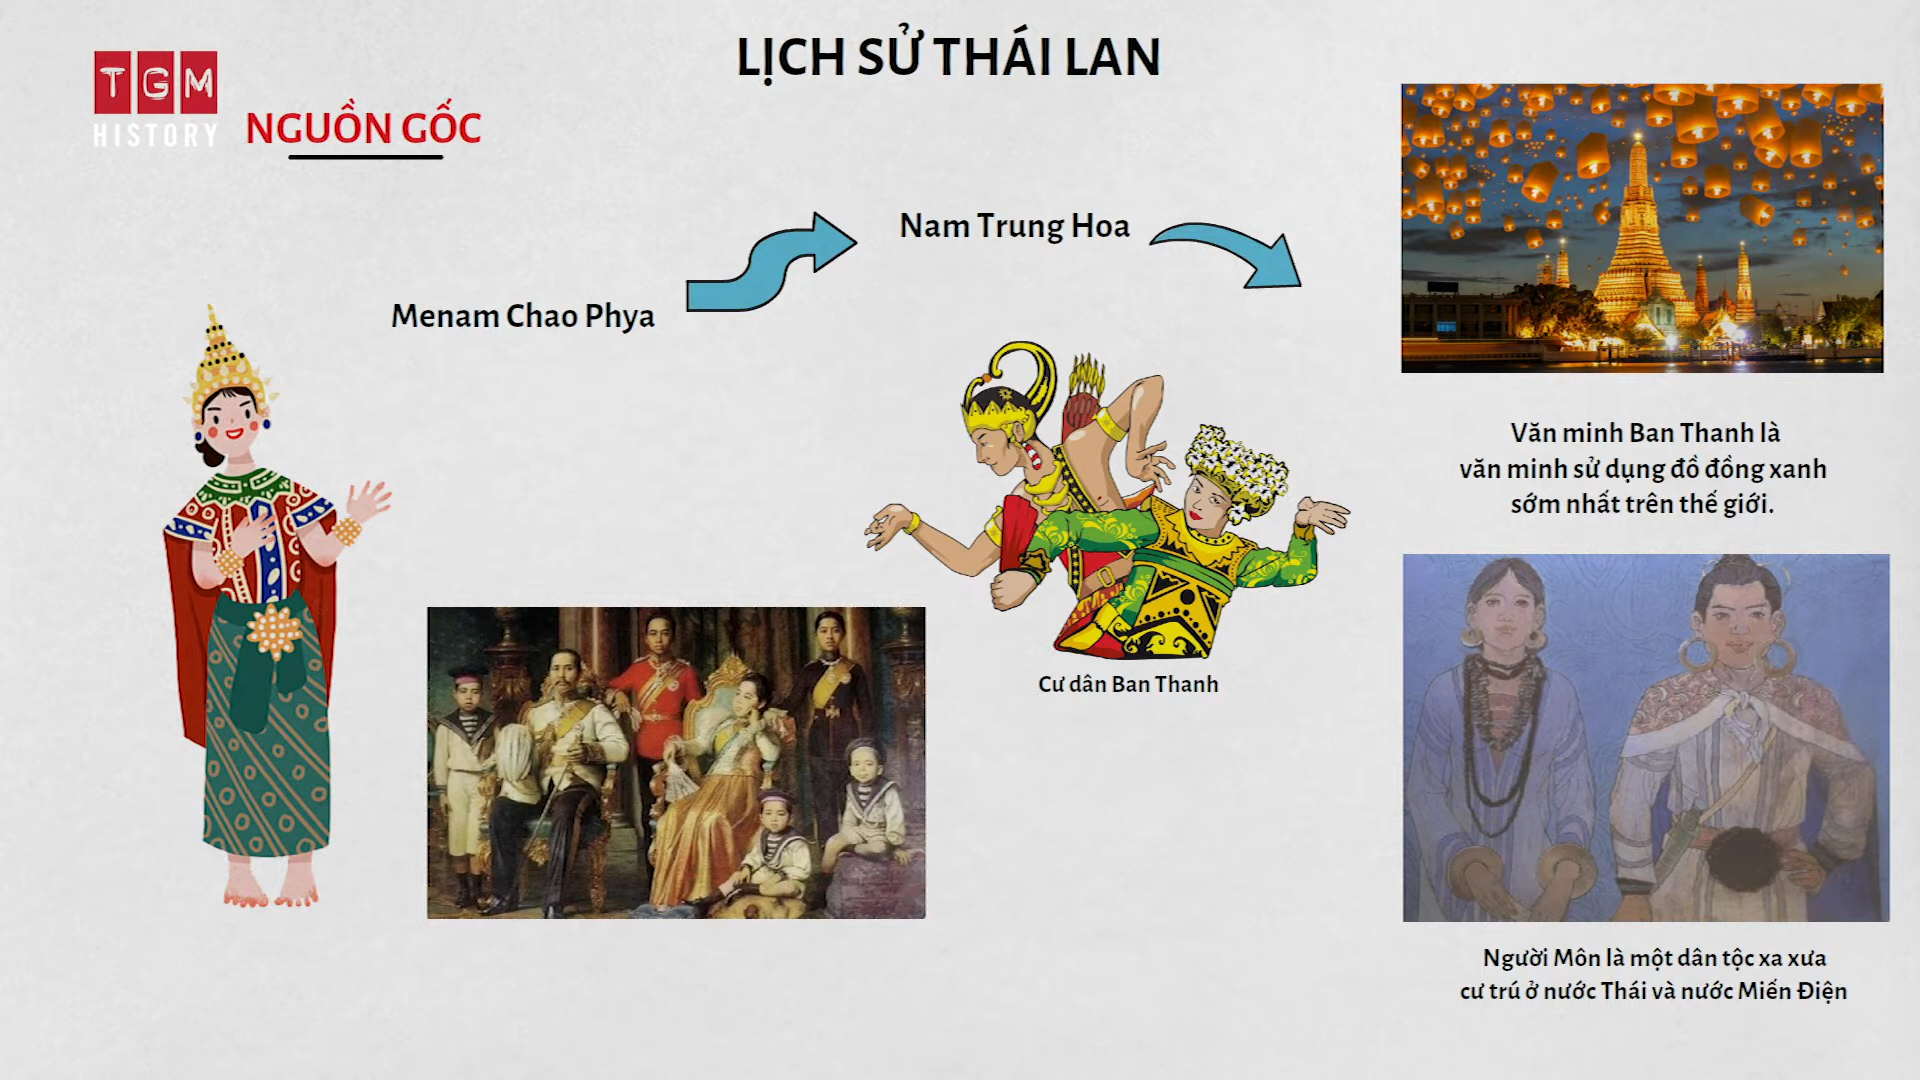 LỊCH SỬ THÁI LAN
TGM
HISTORY
NGUỒN GỐC
Nam Trung Hoa
Menam Chao Phya
Văn minh Ban Thanh là
văn minh sử dụng đồ đồng xanh
sớm nhất trên thế giới.
Cư dân Ban Thanh
Người Môn là một dân tộc xa xưa
cư trú ở nước Thái và nước Miến Điện